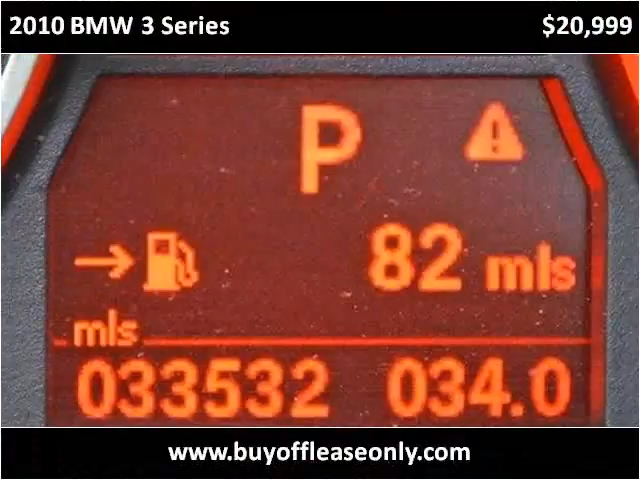 2010 BMW 3 Series $20,999
P
82 mls
mls
033532 034.0
www.buyoffleaseonly.com